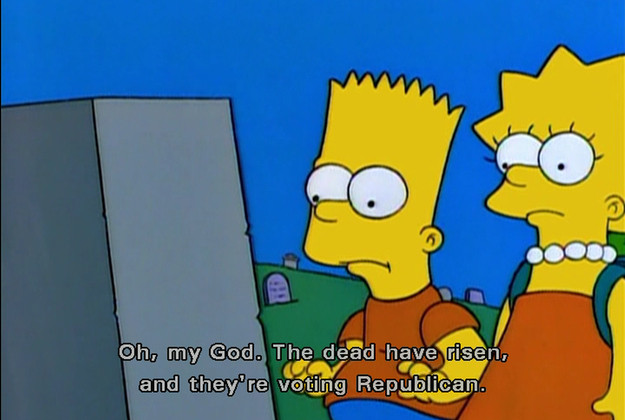 Oh, my God. The dead have risen,
and they're voting Republican.